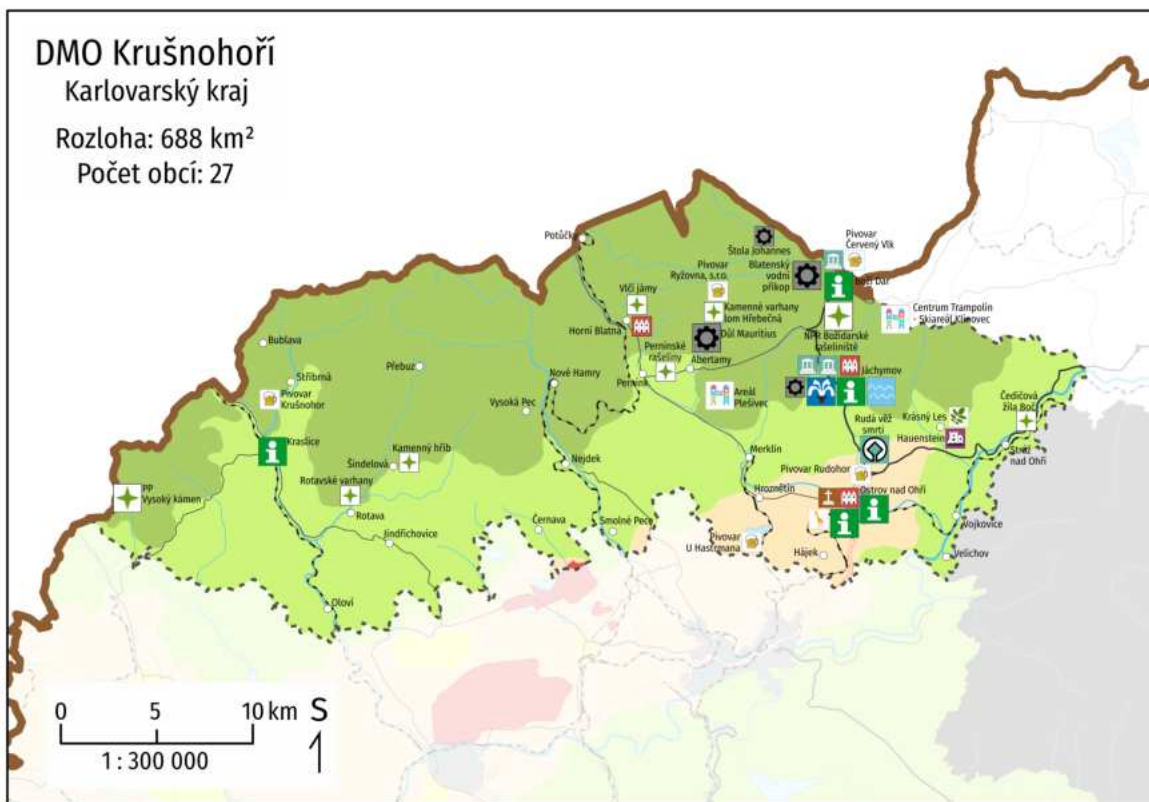 DMO Krušnohoří
Karlovarský kraj
Rozloha: 688 km²
Počet obcí: 27
Potůčky
Štola Johannes
Pivovar
Červený Vlk
Blatenský
vodní
příkop
Pivovar
Ryžovna, s.r.o.
Boží Dar
Vlčí jámy
Kamenné varhany
lom Hřebečná
Centrum Trampolín
- Skiareál Klínovec
Horní Blatná
Důl Mauritius
NPR Božídarské
rašeliniště
Bublava
Perninské
rašeliny
Abertamy
Přebuz
Pernink
Jáchymov
Stříbrná
Nové Hamry
Pivovar
Krušnohor
Areál
Plešivec
Čedičová
žíla Boč
Vysoká Pec
Krásný Les
Rudá věž
smrti
Hauenstein
Stráž
nad Ohří
Kraslice
Kamenný hřib
Šindelová
Nejdek
Merklín
Pivovar Rudohor
PP
Vysoký kámen
Rotavské varhany
Hroznětín
Ostrov nad Ohří
Rotava
Černava
Smolné Pece
Vojkovice
Jindřichovice
Pivovar
U Hastrmana
Hájek
Velichov
Oloví
0 5 10 km S
1 : 300 000